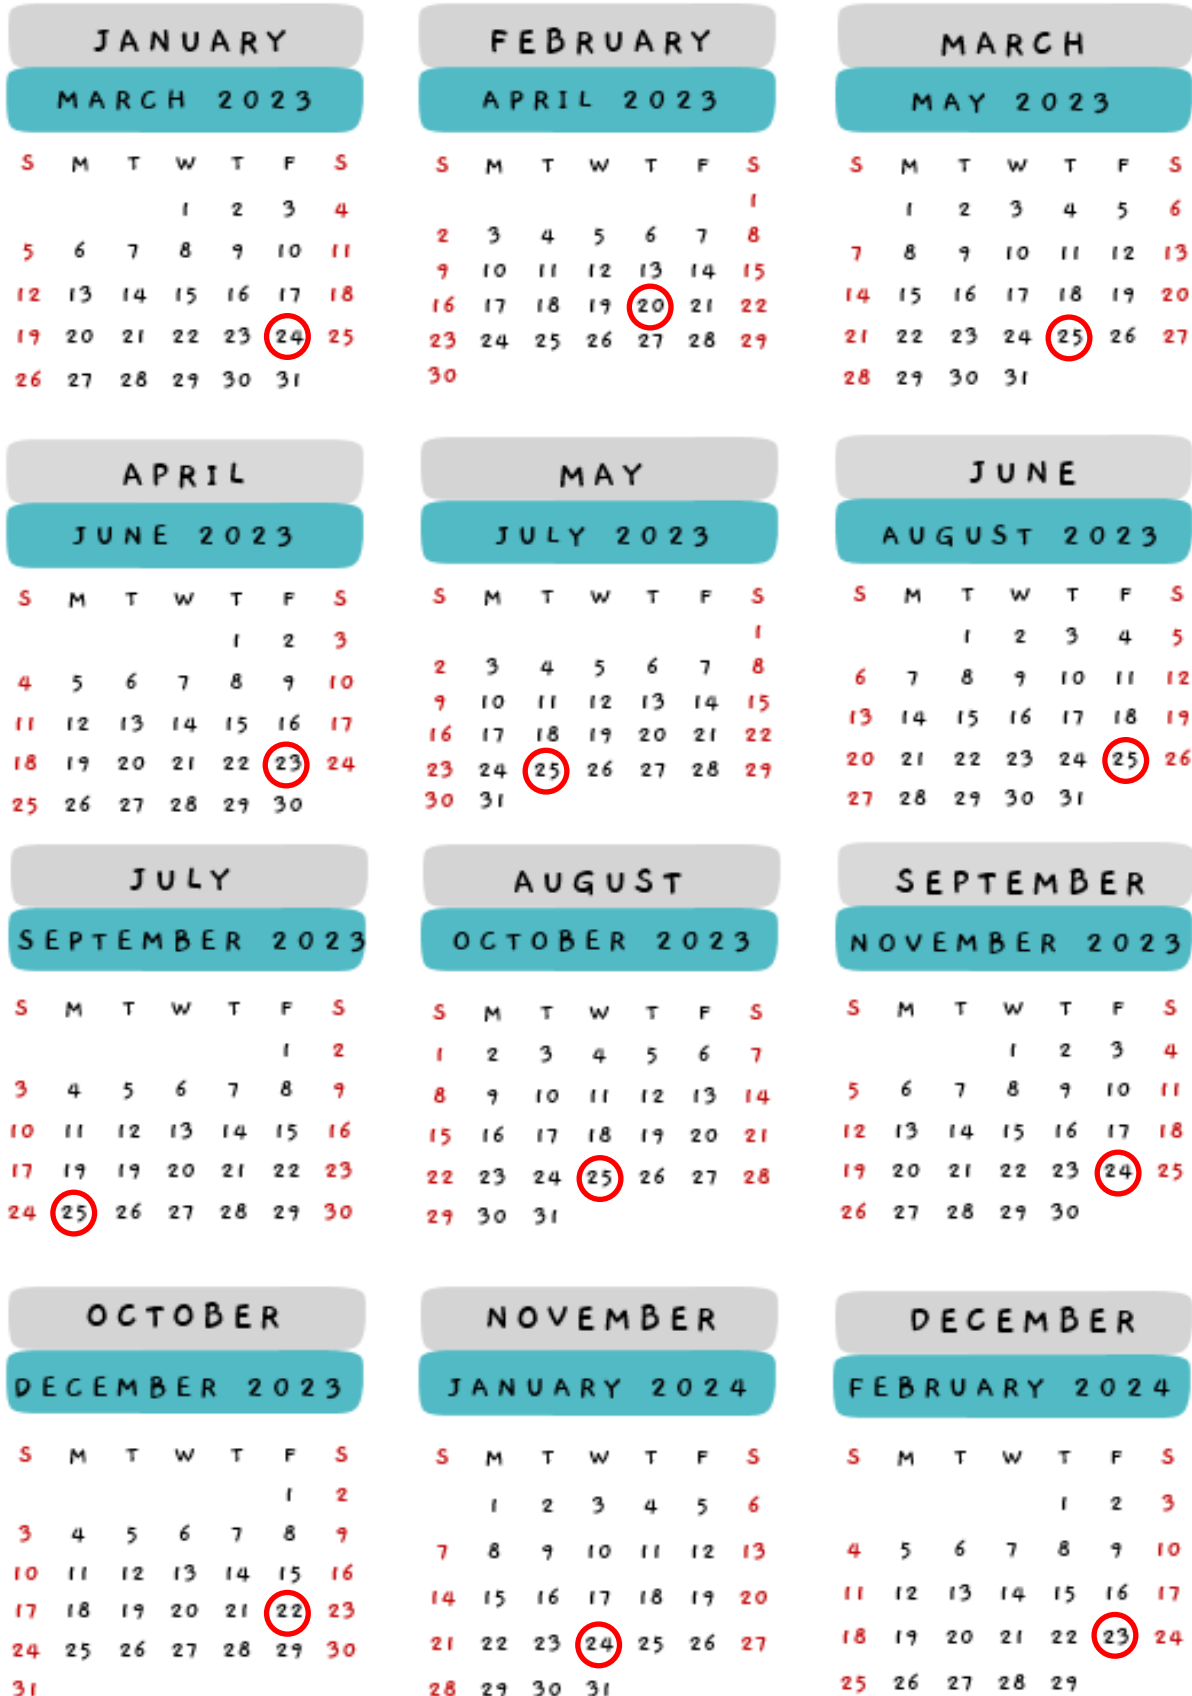 JANUARY
MARCH 2023
S M T W T F S
1 2 3 4
5 6 7 8 9 10 11
12 13 14 15 16 17 18
19 20 21 22 23 24 25
26 27 28 29 30 31
FEBRUARY
APRIL 2023
S M T W T F S
1
2 3 4 5 6 7 8
9 10 11 12 13 14 15
16 17 18 19 20 21 22
23 24 25 26 27 28 29
30
MARCH
MAY 2023
S M T W T F S
1 2 3 4 5 6
7 8 9 10 11 12 13
14 15 16 17 18 19 20
21 22 23 24 25 26 27
28 29 30 31
APRIL
JUNE 2023
S M T W T F S
1 2 3
4 5 6 7 8 9 10
11 12 13 14 15 16 17
18 19 20 21 22 23 24
25 26 27 28 29 30
MAY
JULY 2023
S M T W T F S
1
2 3 4 5 6 7 8
9 10 11 12 13 14 15
16 17 18 19 20 21 22
23 24 25 26 27 28 29
30 31
JUNE
AUGUST 2023
S M T W T F S
1 2 3 4 5
6 7 8 9 10 11 12
13 14 15 16 17 18 19
20 21 22 23 24 25 26
27 28 29 30 31
JULY
SEPTEMBER 2023
S M T W T F S
1 2
3 4 5 6 7 8 9
10 11 12 13 14 15 16
17 19 19 20 21 22 23
24 25 26 27 28 29 30
AUGUST
OCTOBER 2023
S M T W T F S
1 2 3 4 5 6 7
8 9 10 11 12 13 14
15 16 17 18 19 20 21
22 23 24 25 26 27 28
29 30 31
SEPTEMBER
NOVEMBER 2023
S M T W T F S
1 2 3 4
5 6 7 8 9 10 11
12 13 14 15 16 17 18
19 20 21 22 23 24 25
26 27 28 29 30
OCTOBER
DECEMBER 2023
S M T W T F S
1 2
3 4 5 6 7 8 9
10 11 12 13 14 15 16
17 18 19 20 21 22 23
24 25 26 27 28 29 30
31
NOVEMBER
JANUARY 2024
S M T W T F S
1 2 3 4 5 6
7 8 9 10 11 12 13
14 15 16 17 18 19 20
21 22 23 24 25 26 27
28 29 30 31
DECEMBER
FEBRUARY 2024
S M T W T F S
1 2 3
4 5 6 7 8 9 10
11 12 13 14 15 16 17
18 19 20 21 22 23 24
25 26 27 28 29